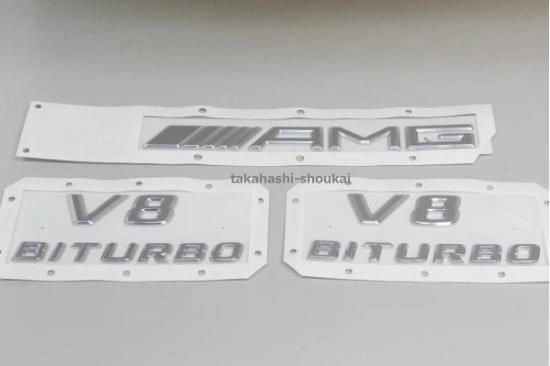 AMG
takahashi-shoukai
V8
BITURBO
V8
BITURBO